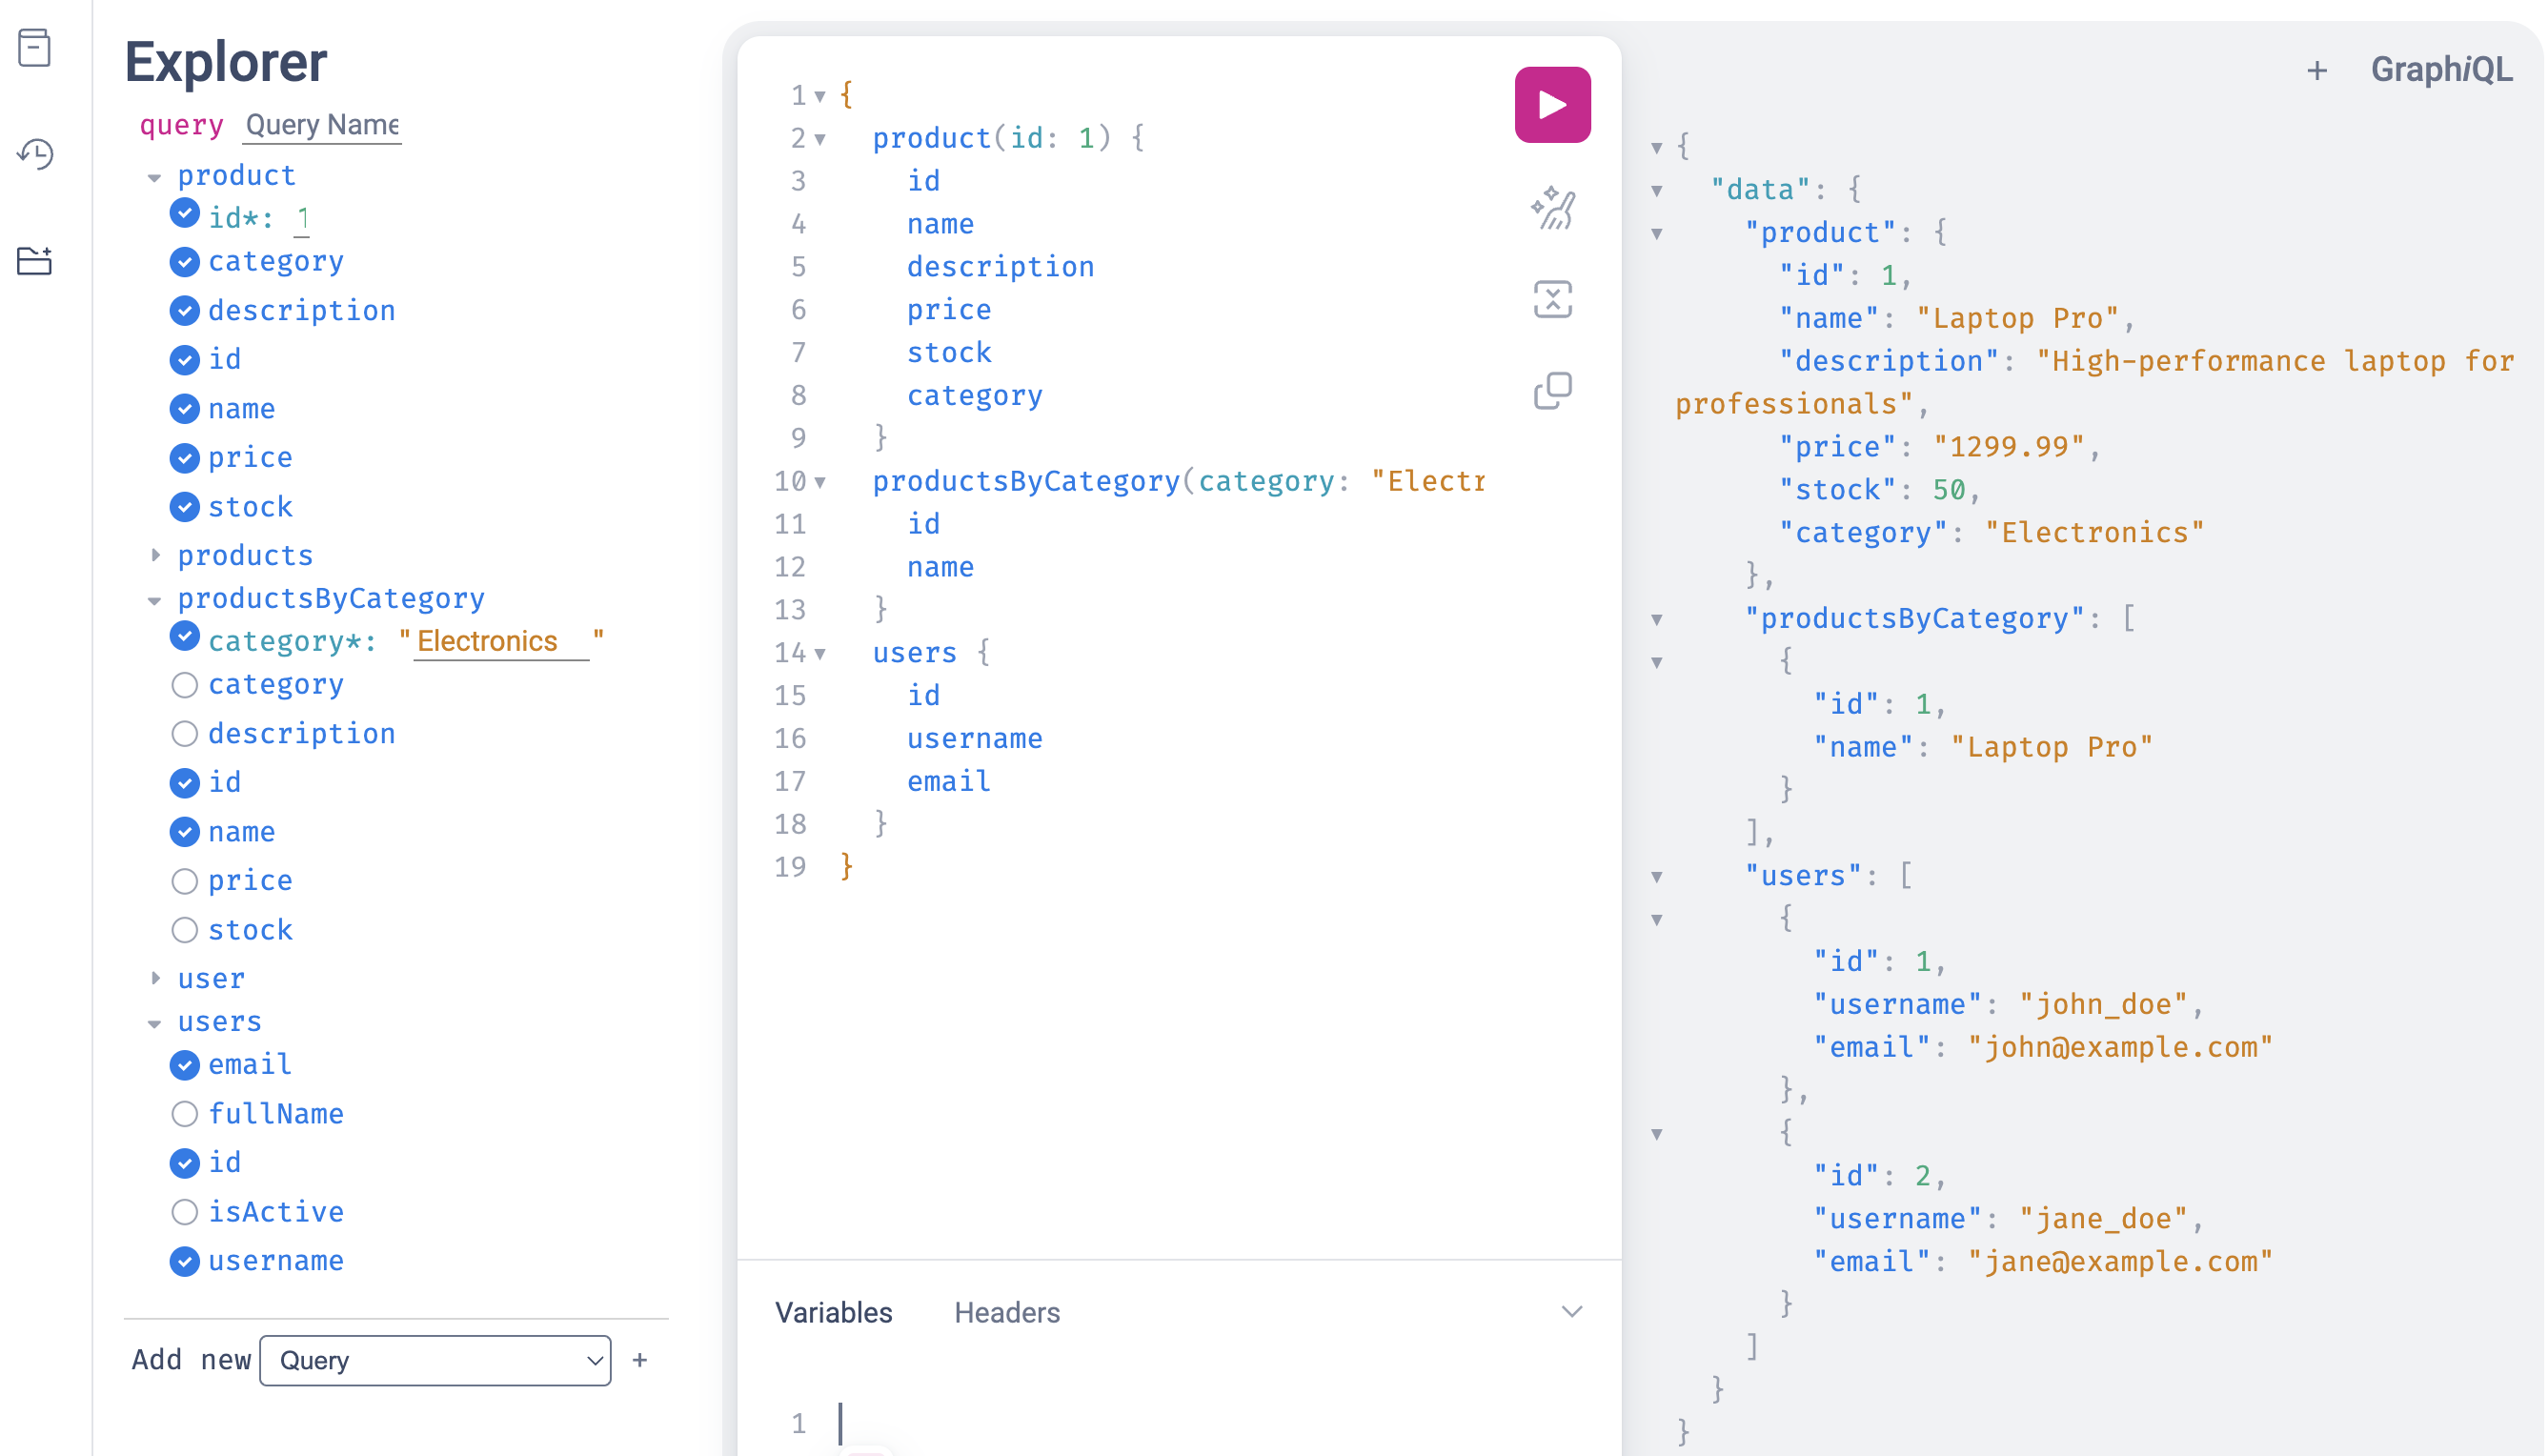 Explorer
query Query Name
product
id*: 1
category
description
id
name
price
stock
products
productsByCategory
category*: "Electronics"
category
description
id
name
price
stock
user
users
email
fullName
id
isActive
username
Add new Query +
1 {
2 product(id: 1) {
3 id
4 name
5 description
6 price
7 stock
8 category
9 }
10 productsByCategory(category: "Electr
11 id
12 name
13 }
14 users {
15 id
16 username
17 email
18 }
19 }
Variables Headers
1
+ GraphiQL
{
"data": {
"product": {
"id": 1,
"name": "Laptop Pro",
"description": "High-performance laptop for
professionals",
"price": "1299.99",
"stock": 50,
"category": "Electronics"
},
"productsByCategory": [
{
"id": 1,
"name": "Laptop Pro"
}
],
"users": [
{
"id": 1,
"username": "john_doe",
"email": "john@example.com"
},
{
"id": 2,
"username": "jane_doe",
"email": "jane@example.com"
}
]
}
}